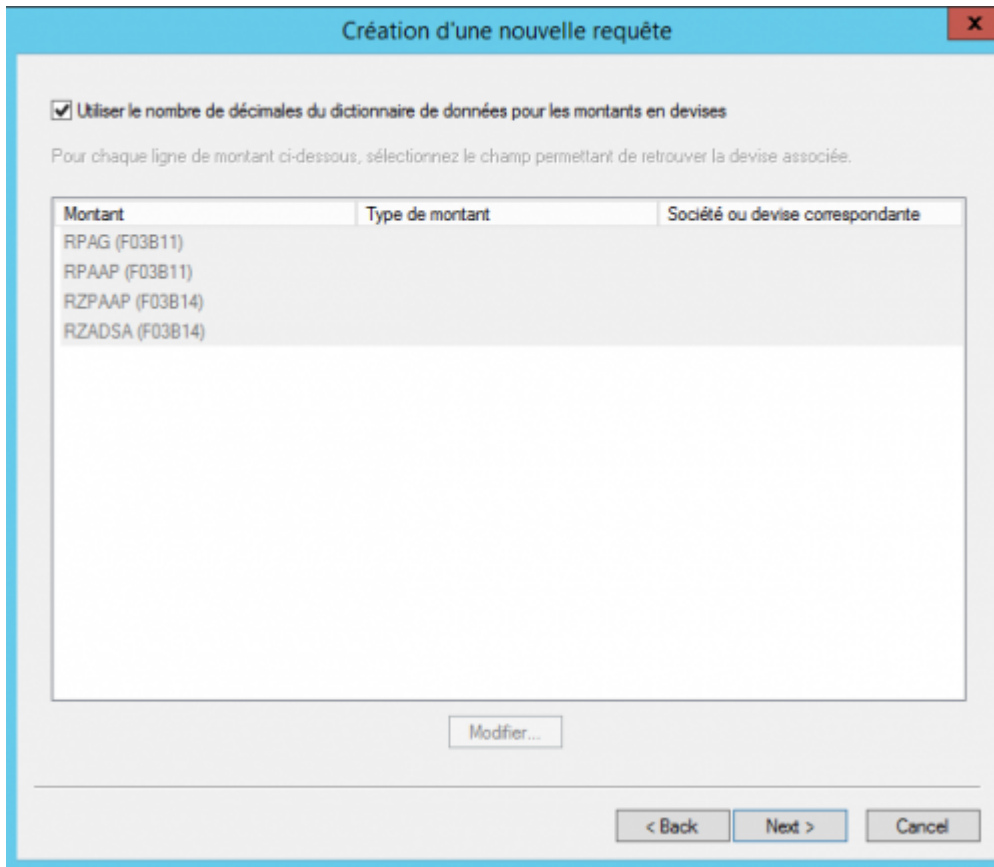 Création d'une nouvelle requête
x
Utiliser le nombre de décimales du dictionnaire de données pour les montants en devises
Pour chaque ligne de montant ci-dessous, sélectionnez le champ permettant de retrouver la devise associée.
Montant Type de montant Société ou devise correspondante
RPAG (F03B11)
RPAAP (F03B11)
RZPAAP (F03B14)
RZADSA (F03B14)
Modifier...
< Back Next > Cancel